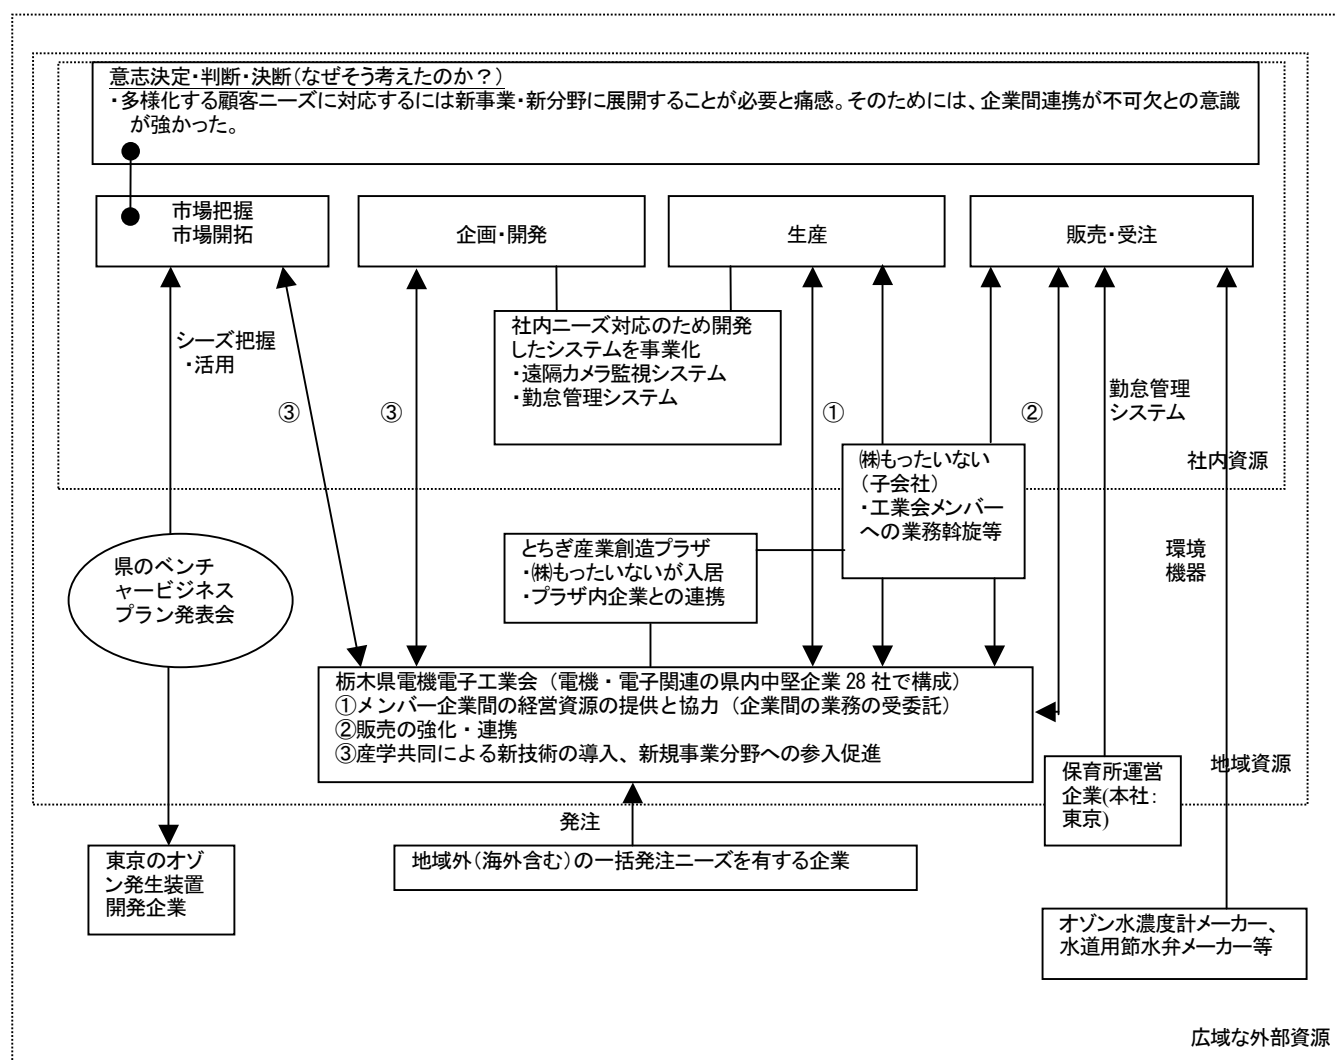 意志決定・判断・決断(なぜそう考えたのか？)
・多様化する顧客ニーズに対応するには新事業・新分野に展開することが必要と痛感。そのためには、企業間連携が不可欠との意識
が強かった。
市場把握
市場開拓
企画・開発
生産
販売・受注
シーズ把握
・活用
社内ニーズ対応のため開発
したシステムを事業化
・遠隔カメラ監視システム
・勤怠管理システム
③
③
①
②
勤怠管理
システム
㈱もったいない
(子会社)
・工業会メンバー
への業務斡旋等
社内資源
県のベンチ
ャービジネス
プラン発表会
とちぎ産業創造プラザ
・㈱もったいないが入居
・プラザ内企業との連携
環境
機器
栃木県電機電子工業会（電機・電子関連の県内中堅企業 28 社で構成）
①メンバー企業間の経営資源の提供と協力（企業間の業務の受委託）
②販売の強化・連携
③産学共同による新技術の導入、新規事業分野への参入促進
地域資源
保育所運営
企業(本社：
東京)
発注
東京のオゾ
ン発生装置
開発企業
地域外(海外含む)の一括発注ニーズを有する企業
オゾン水濃度計メーカー、
水道用節水弁メーカー等
広域な外部資源